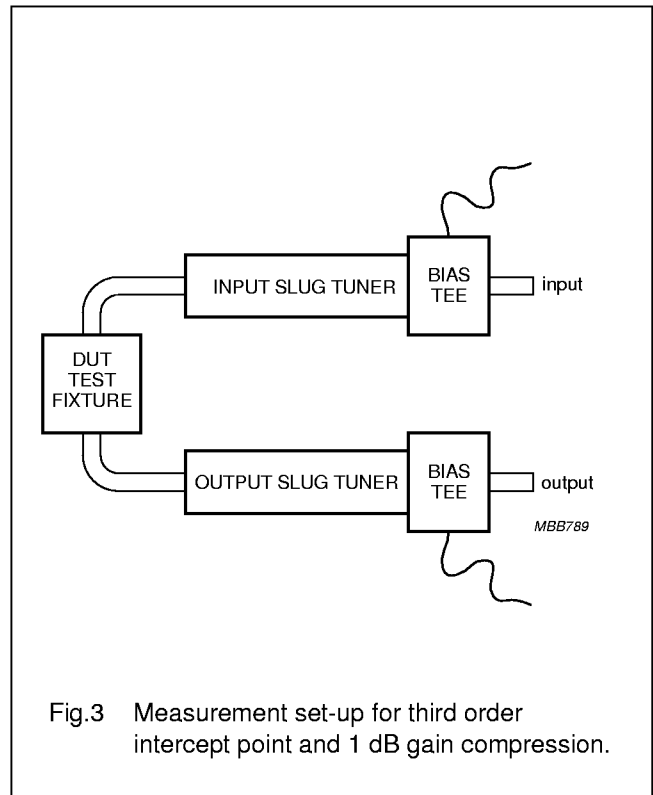 BIAS
TEE
INPUT SLUG TUNER
input
DUT
TEST
FIXTURE
BIAS
TEE
OUTPUT SLUG TUNER
output
MBB789
Fig.3 Measurement set-up for third order
intercept point and 1 dB gain compression.